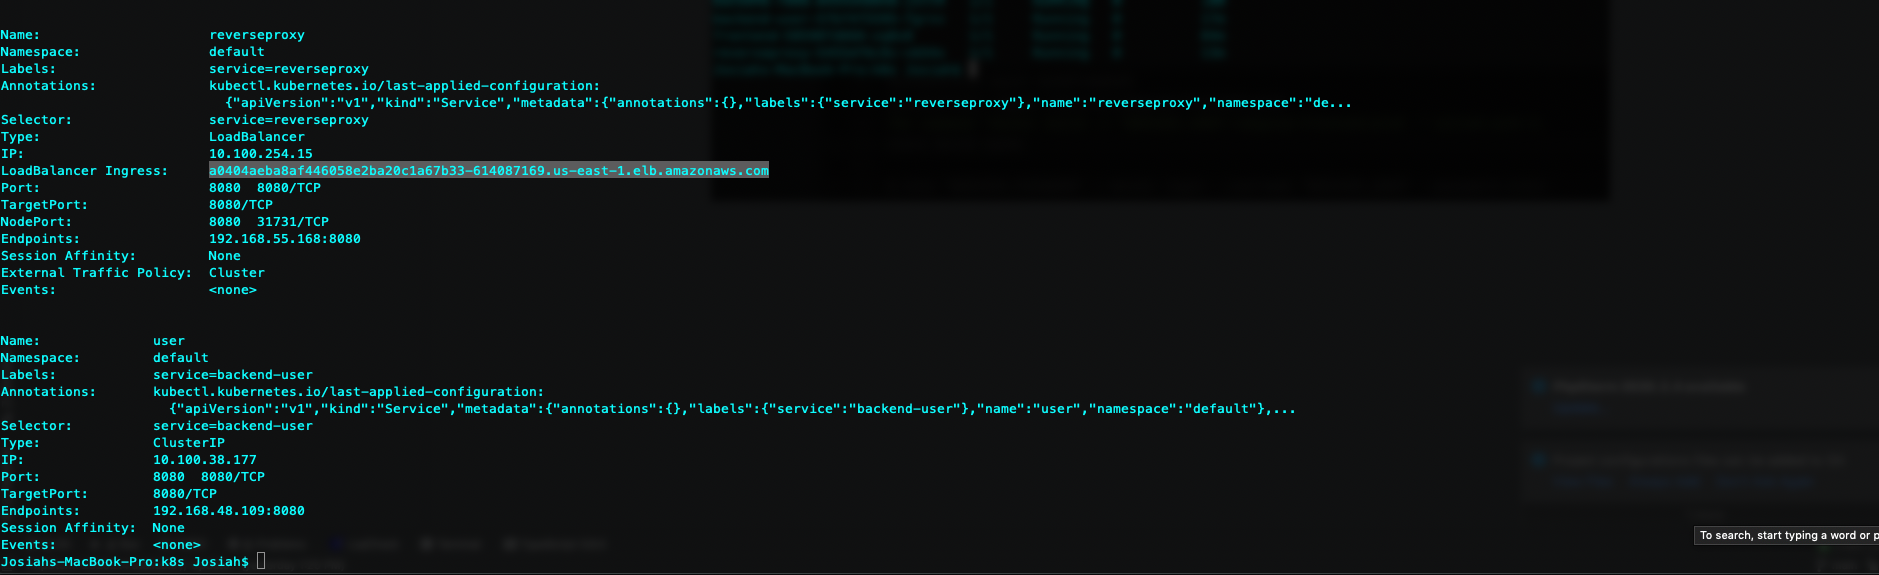 Name: reverseproxy
Namespace: default
Labels: service=reverseproxy
Annotations: kubectl.kubernetes.io/last-applied-configuration:
{"apiVersion":"v1","kind":"Service","metadata":{"annotations":{},"labels":{"service":"reverseproxy"},"name":"reverseproxy","namespace":"de...
Selector: service=reverseproxy
Type: LoadBalancer
IP: 10.100.254.15
LoadBalancer Ingress: a0404aeba8af446058e2ba20c1a67b33-614087169.us-east-1.elb.amazonaws.com
Port: 8080 8080/TCP
TargetPort: 8080/TCP
NodePort: 8080 31731/TCP
Endpoints: 192.168.55.168:8080
Session Affinity: None
External Traffic Policy: Cluster
Events: <none>
Name: user
Namespace: default
Labels: service=backend-user
Annotations: kubectl.kubernetes.io/last-applied-configuration:
{"apiVersion":"v1","kind":"Service","metadata":{"annotations":{},"labels":{"service":"backend-user"},"name":"user","namespace":"default"},...
Selector: service=backend-user
Type: ClusterIP
IP: 10.100.38.177
Port: 8080 8080/TCP
TargetPort: 8080/TCP
Endpoints: 192.168.48.109:8080
Session Affinity: None
Events: <none>
To search, start typing a word or p
Josiahs-MacBook-Pro:k8s Josiah$